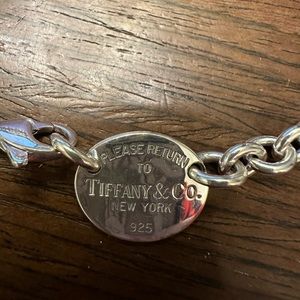 PLEASE RETURN
TO
TIFFANY & CO.
NEW YORK
925